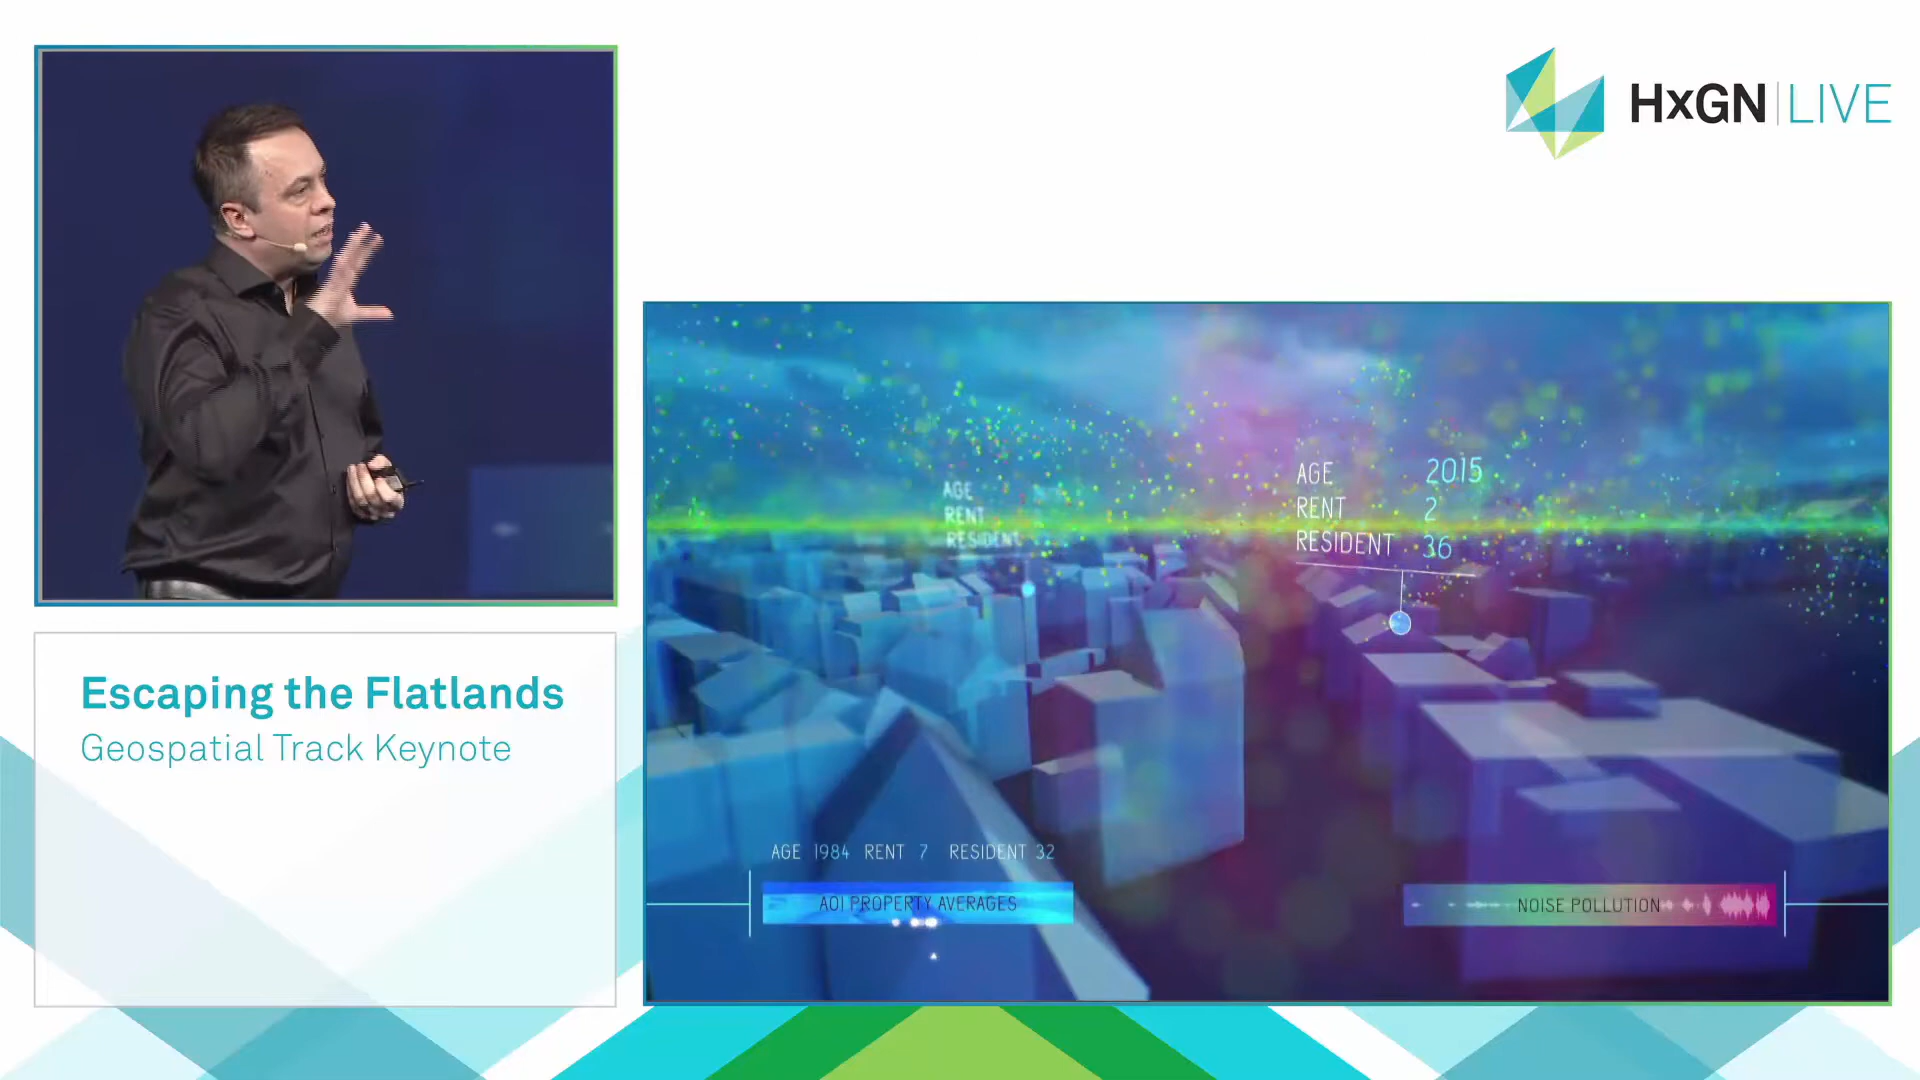 HxGN LIVE
Escaping the Flatlands
Geospatial Track Keynote
AGE
RENT
RESIDENT
AGE 2015
RENT 2
RESIDENT 36
AGE 1984 RENT 7 RESIDENT 32
AOI PROPERTY AVERAGES
NOISE POLLUTION